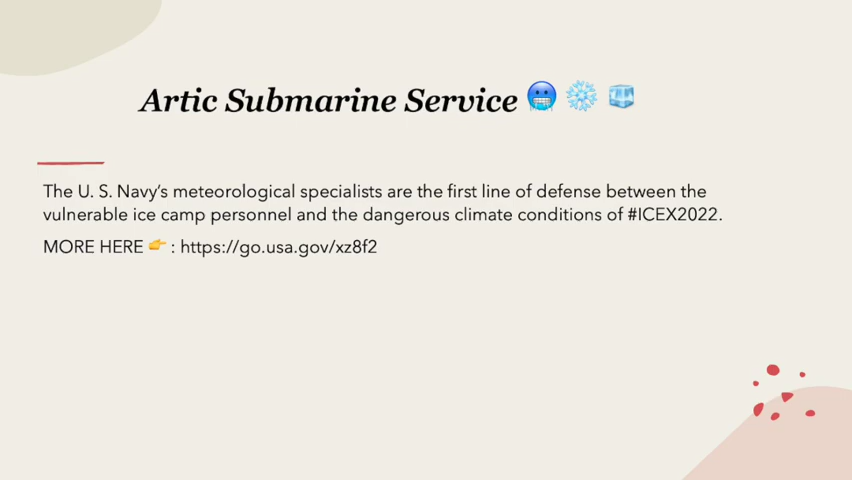 Artic Submarine Service 🥶 ❄️ 🧊
The U. S. Navy's meteorological specialists are the first line of defense between the
vulnerable ice camp personnel and the dangerous climate conditions of #ICEX2022.
MORE HERE 👉 : https://go.usa.gov/xz8f2